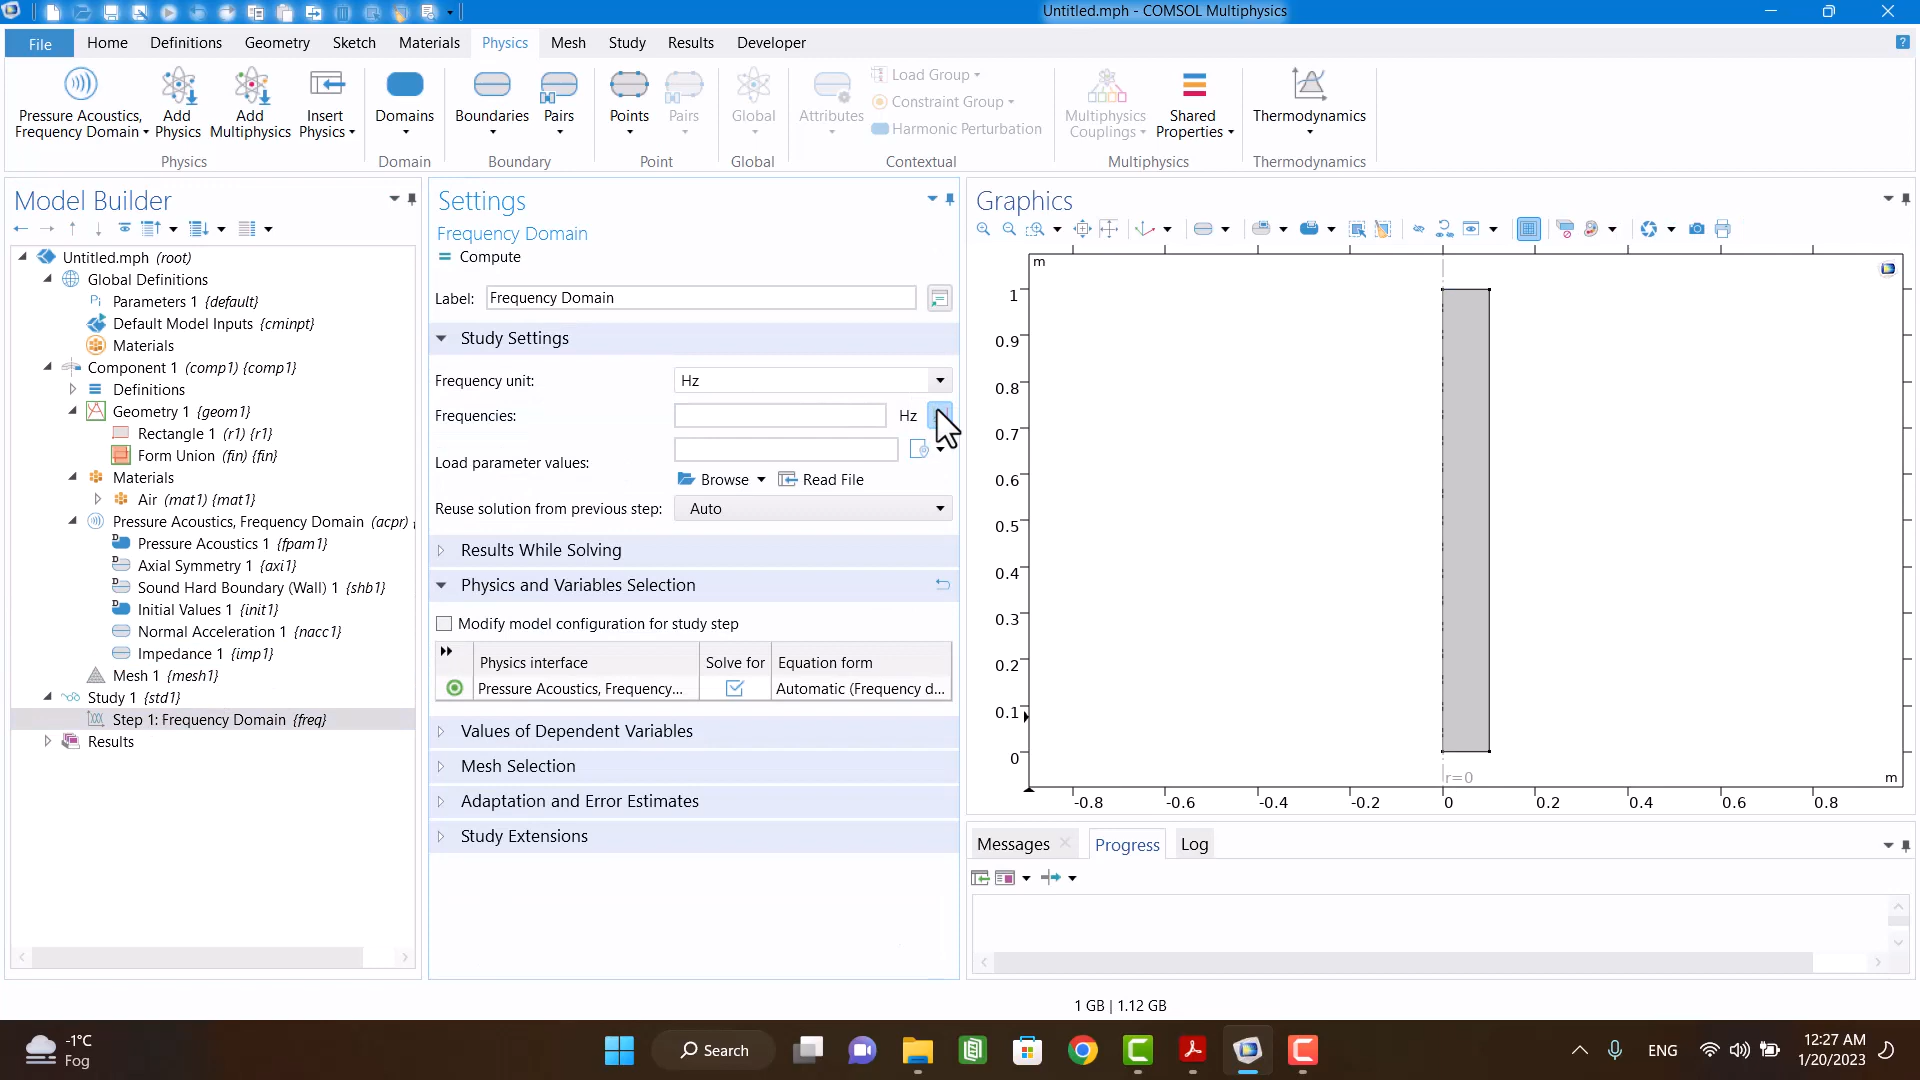 Untitled.mph - COMSOL Multiphysics
File Home Definitions Geometry Sketch Materials Physics Mesh Study Results Developer
Pressure Acoustics, Frequency Domain
Add Physics
Add Multiphysics
Insert Physics
Physics
Domains
Domain
Boundaries
Pairs
Boundary
Points
Pairs
Point
Global
Global
Attributes
Load Group
Constraint Group
Harmonic Perturbation
Contextual
Multiphysics Couplings
Shared Properties
Multiphysics
Thermodynamics
Thermodynamics
Model Builder
Untitled.mph (root)
Global Definitions
Parameters 1 {default}
Default Model Inputs {cminpt}
Materials
Component 1 (comp1) {comp1}
Definitions
Geometry 1 {geom1}
Rectangle 1 (r1) {r1}
Form Union (fin) {fin}
Materials
Air (mat1) {mat1}
Pressure Acoustics, Frequency Domain (acpr)
Pressure Acoustics 1 {fpam1}
Axial Symmetry 1 {axi1}
Sound Hard Boundary (Wall) 1 {shb1}
Initial Values 1 {init1}
Normal Acceleration 1 {nacc1}
Impedance 1 {imp1}
Mesh 1 {mesh1}
Study 1 {std1}
Step 1: Frequency Domain {freq}
Results
Settings
Frequency Domain
= Compute
Label: Frequency Domain
Study Settings
Frequency unit: Hz
Frequencies: Hz
Load parameter values:
Browse Read File
Reuse solution from previous step: Auto
Results While Solving
Physics and Variables Selection
Modify model configuration for study step
Physics interface Solve for Equation form
Pressure Acoustics, Frequency... Automatic (Frequency d...
Values of Dependent Variables
Mesh Selection
Adaptation and Error Estimates
Study Extensions
Graphics
m
1
0.9
0.8
0.7
0.6
0.5
0.4
0.3
0.2
0.1
0
r=0
m
-0.8 -0.6 -0.4 -0.2 0 0.2 0.4 0.6 0.8
Messages Progress Log
1 GB | 1.12 GB
-1°C
Fog
Search
ENG
12:27 AM
1/20/2023